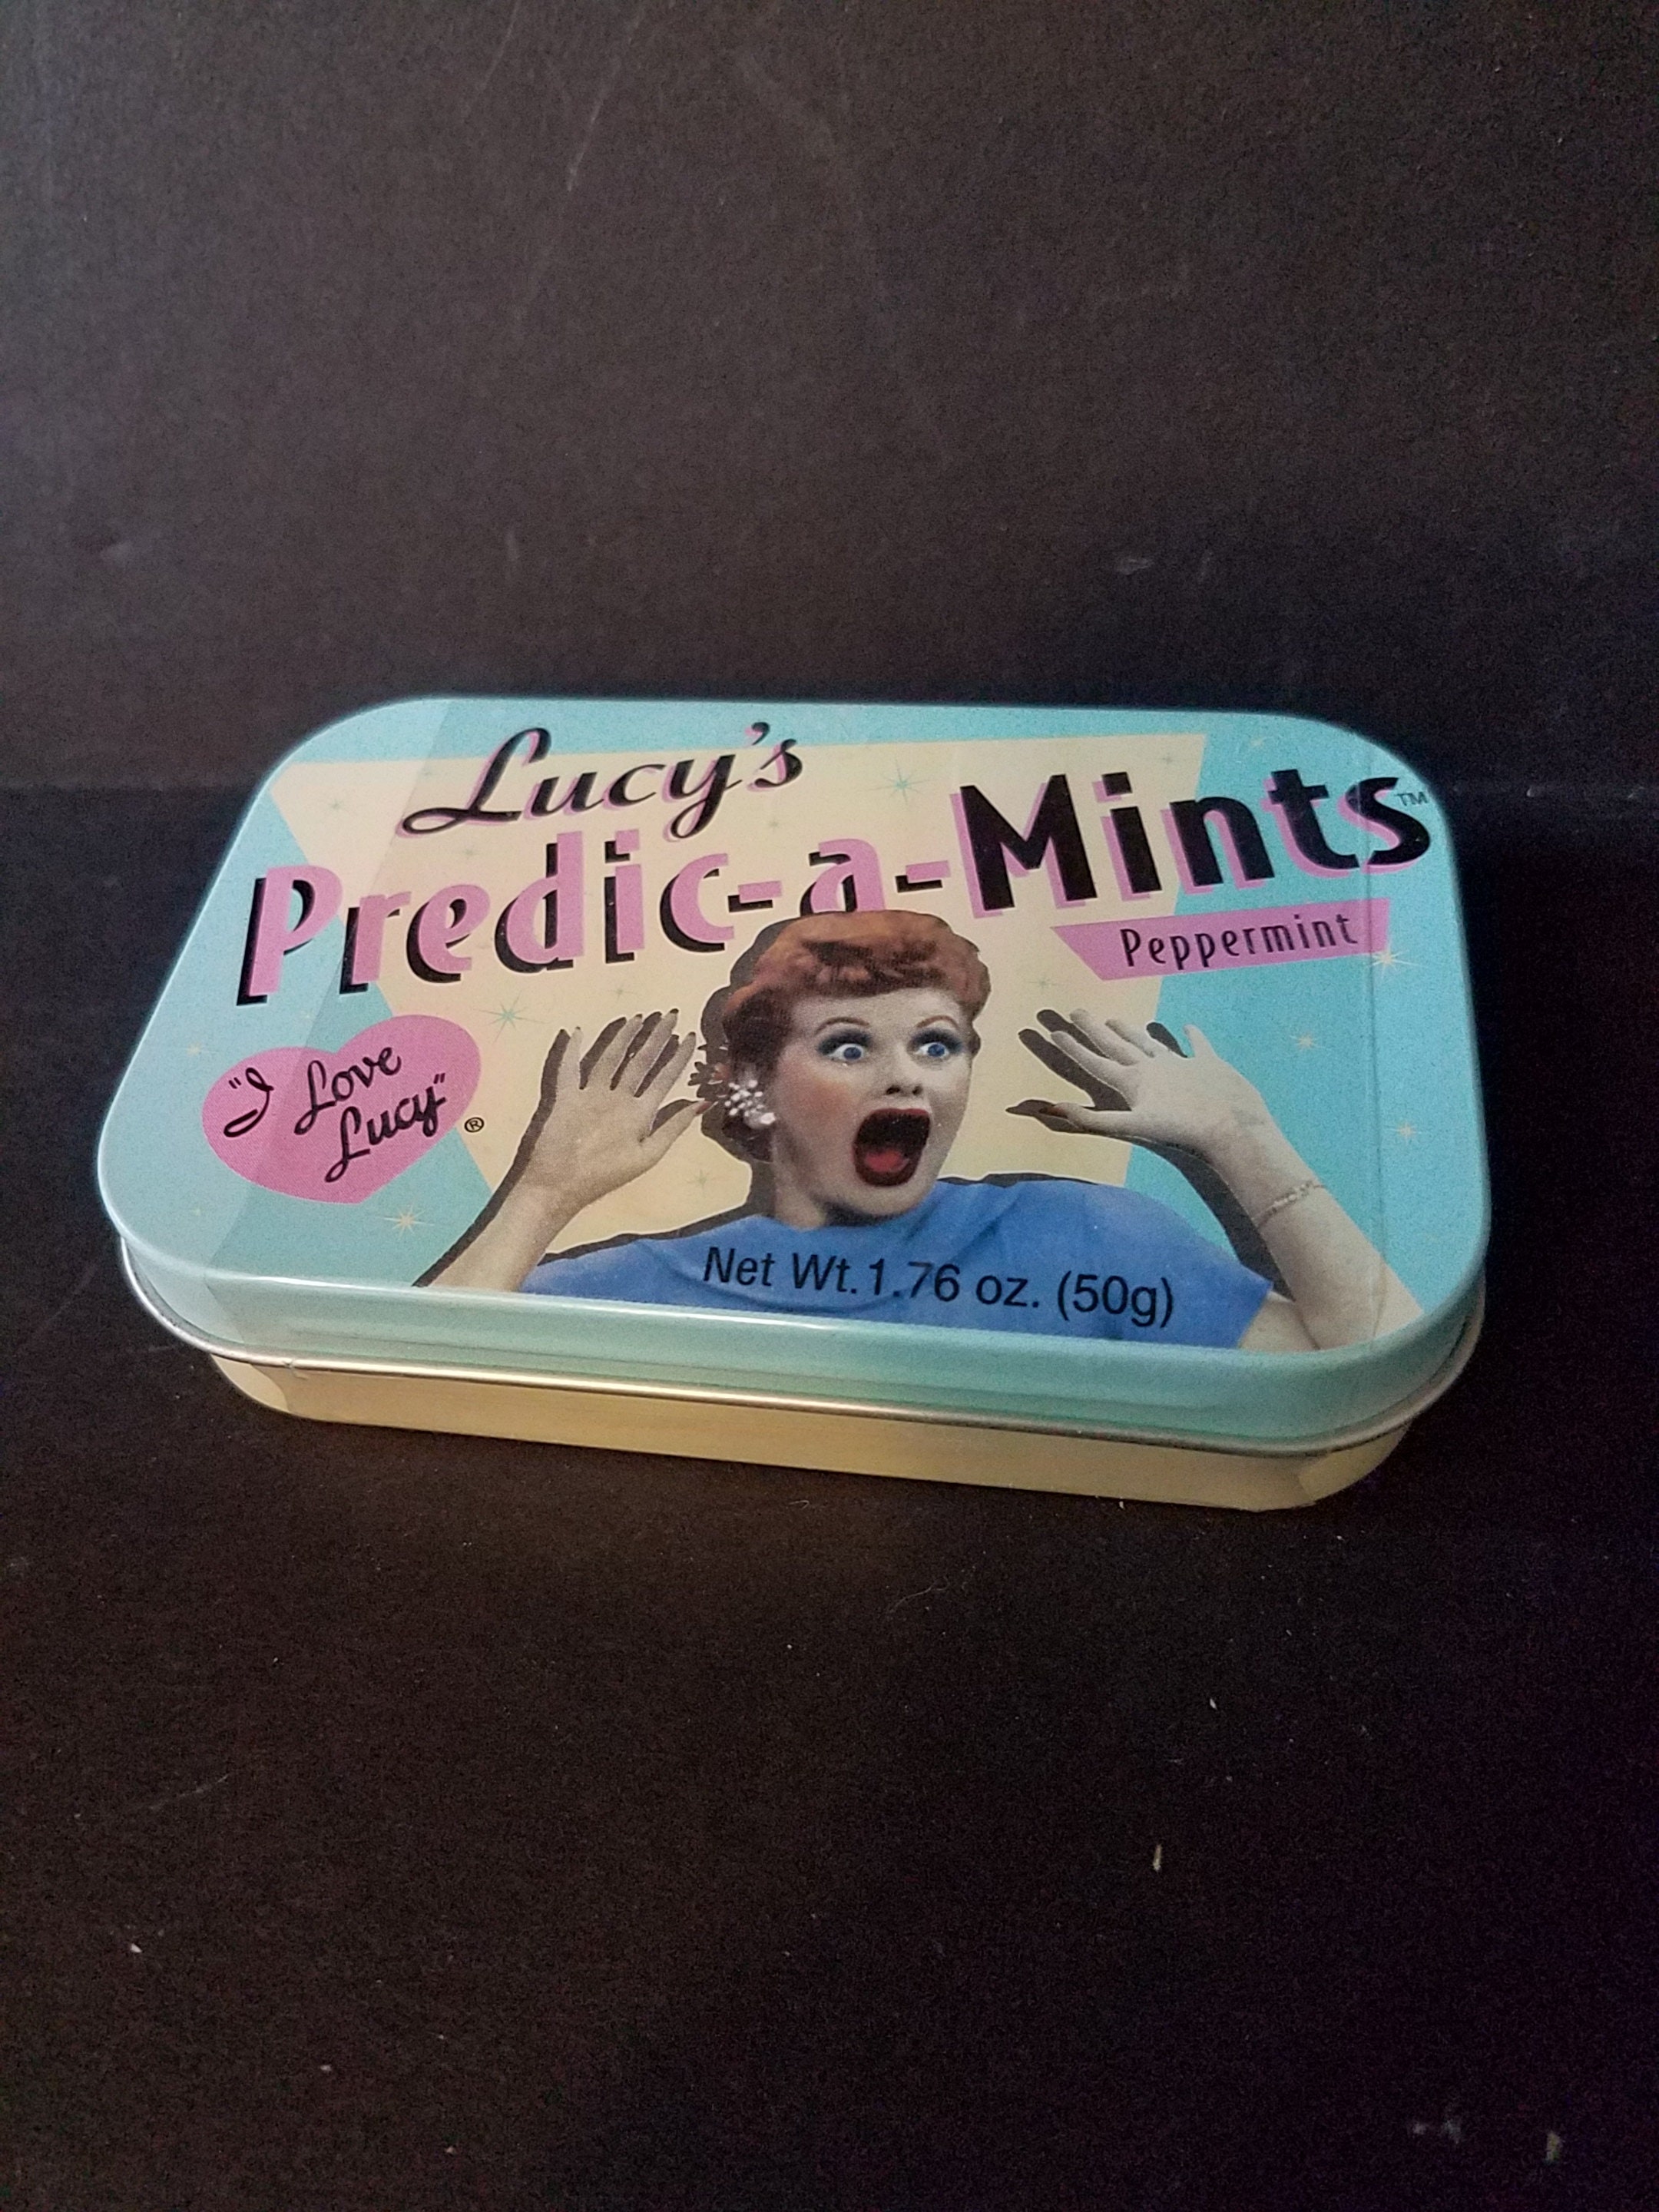 Lucy's
Predic-a-Mints™
Peppermint
"I Love
Lucy"®
Net Wt. 1.76 oz. (50g)